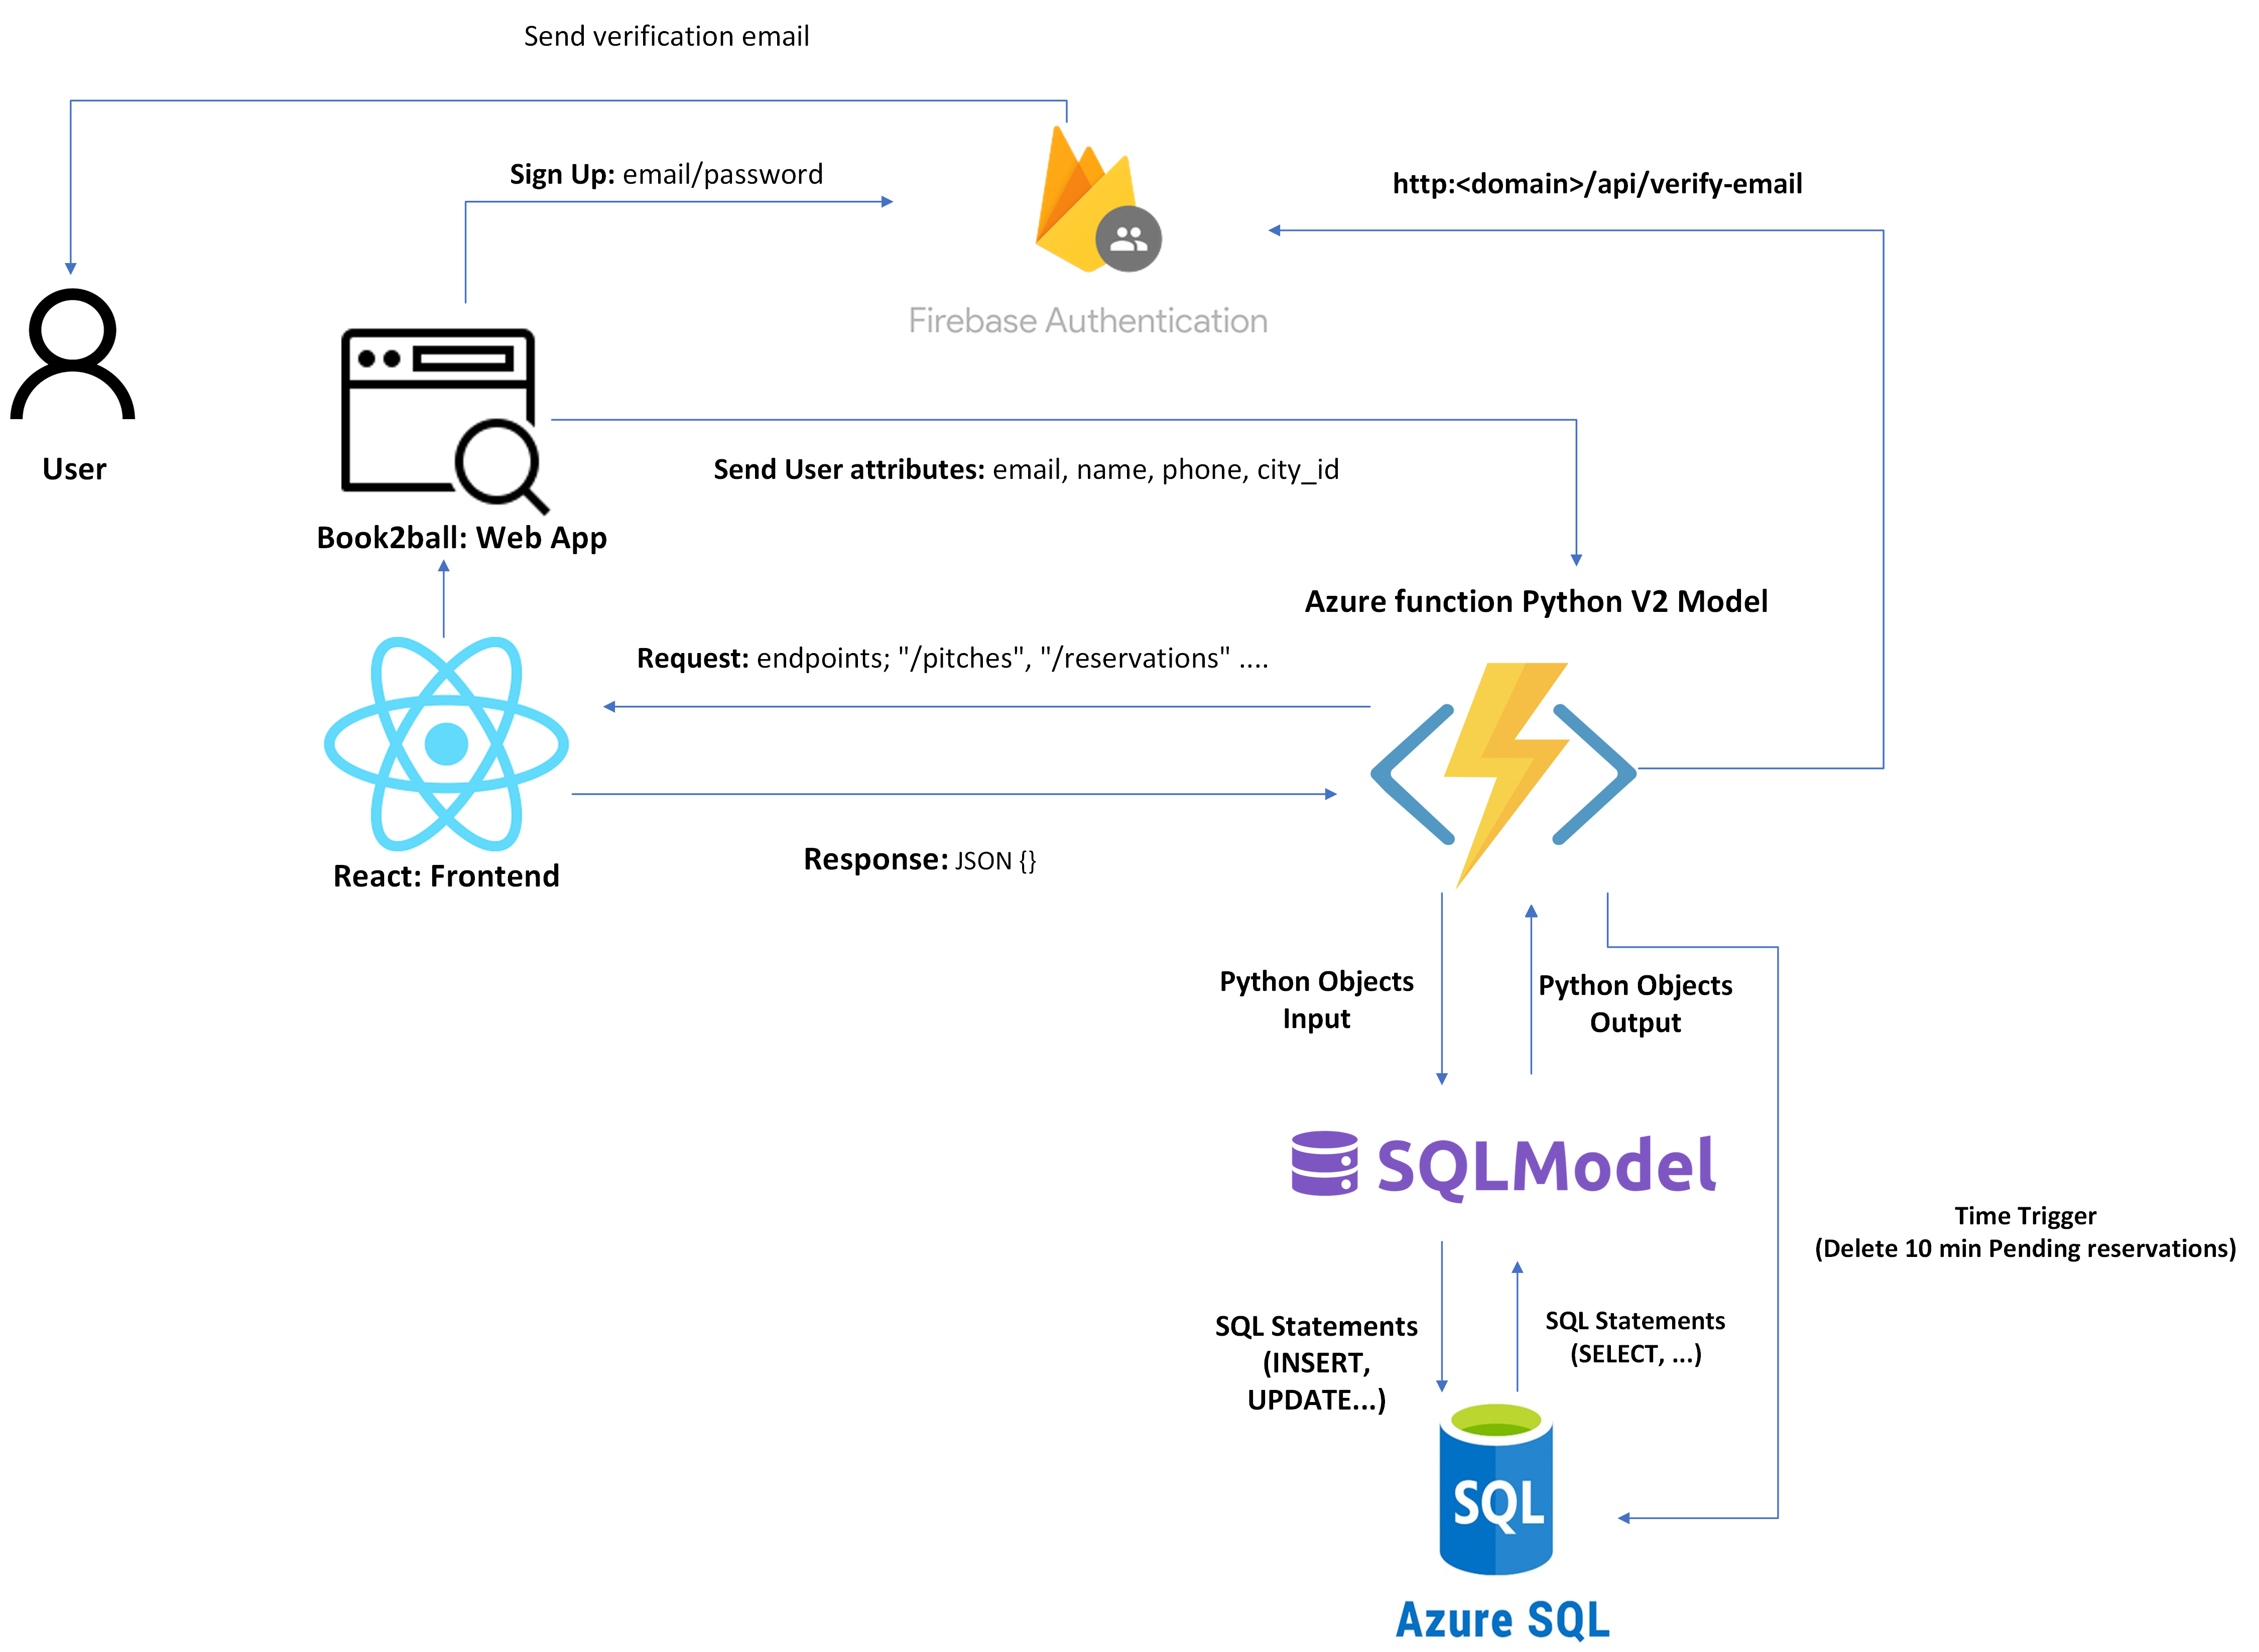 Send verification email
Sign Up: email/password
http:<domain>/api/verify-email
Firebase Authentication
User
Send User attributes: email, name, phone, city_id
Book2ball: Web App
Azure function Python V2 Model
Request: endpoints; "/pitches", "/reservations" ....
Response: JSON {}
React: Frontend
Python Objects
Input
Python Objects
Output
SQLModel
Time Trigger
(Delete 10 min Pending reservations)
SQL Statements
(INSERT,
UPDATE...)
SQL Statements
(SELECT, ...)
SQL
Azure SQL